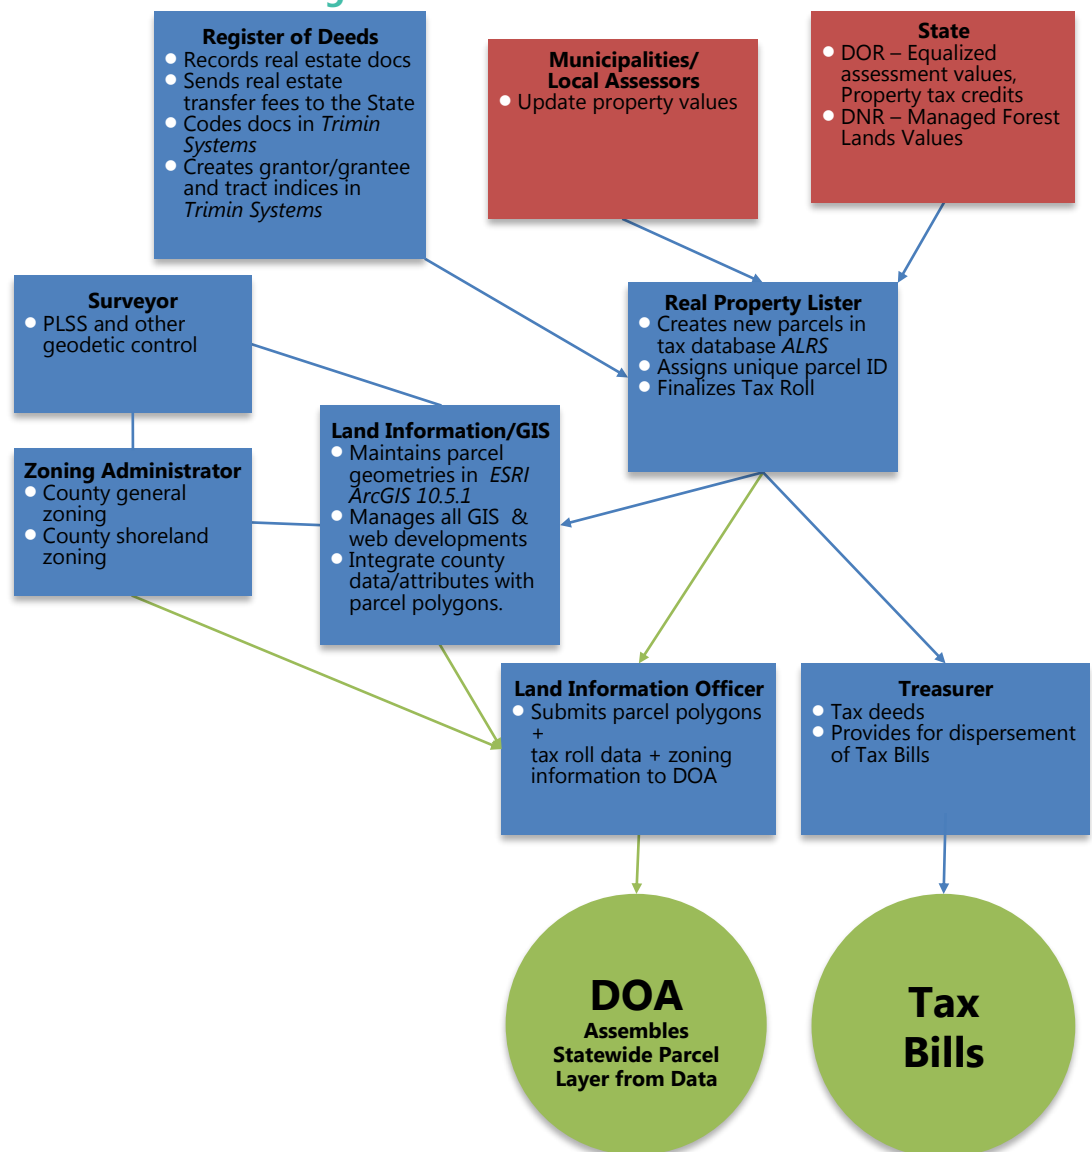 Register of Deeds
Records real estate docs
Sends real estate
transfer fees to the State
Codes docs in Trimin
Systems
Creates grantor/grantee
and tract indices in
Trimin Systems
Municipalities/
Local Assessors
Update property values
State
DOR – Equalized
assessment values,
Property tax credits
DNR – Managed Forest
Lands Values
Surveyor
PLSS and other
geodetic control
Real Property Lister
Creates new parcels in
tax database ALRS
Assigns unique parcel ID
Finalizes Tax Roll
Zoning Administrator
County general
zoning
County shoreland
zoning
Land Information/GIS
Maintains parcel
geometries in ESRI
ArcGIS 10.5.1
Manages all GIS &
web developments
Integrate county
data/attributes with
parcel polygons.
Land Information Officer
Submits parcel polygons
+
tax roll data + zoning
information to DOA
Treasurer
Tax deeds
Provides for dispersement
of Tax Bills
DOA
Assembles
Statewide Parcel
Layer from Data
Tax
Bills